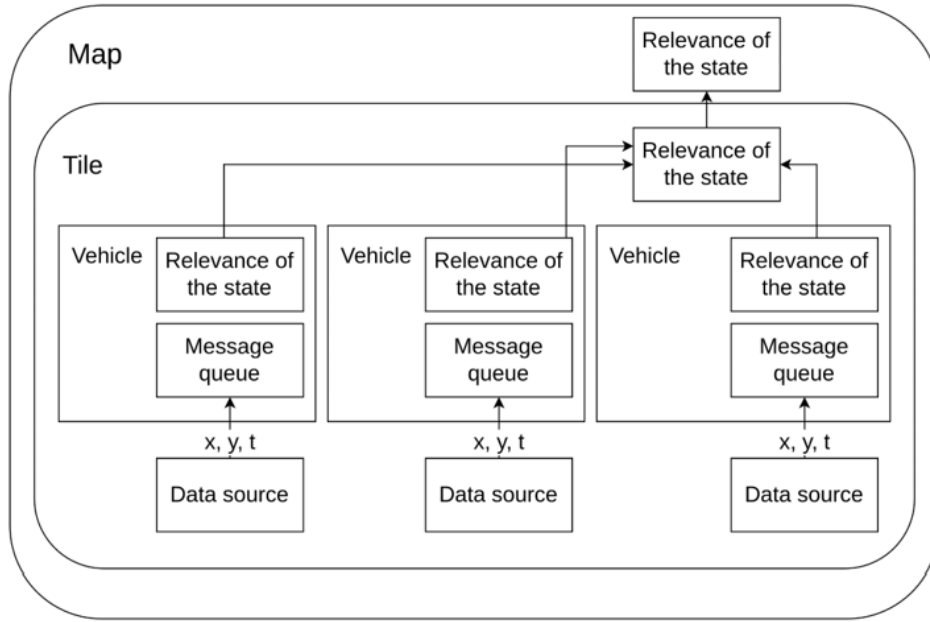 Map
Relevance of
the state
Tile
Relevance of
the state
Vehicle
Relevance of
the state
Message
queue
x, y, t
Data source
Vehicle
Relevance of
the state
Message
queue
x, y, t
Data source
Vehicle
Relevance of
the state
Message
queue
x, y, t
Data source